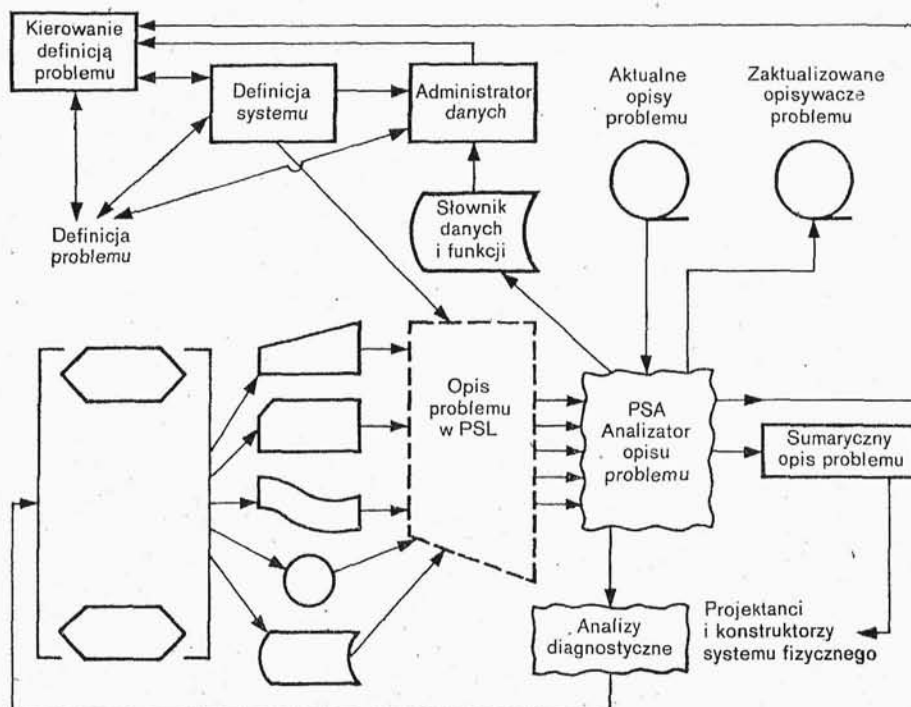 Kierowanie
definicją
problemu
Definicja
systemu
Administrator
danych
Aktualne
opisy
problemu
Zaktualizowane
opisywacze
problemu
Definicja
problemu
Słownik
danych
i funkcji
Opis
problemu
w PSL
PSA
Analizator
opisu
problemu
Sumaryczny
opis problemu
Analizy
diagnostyczne
Projektanci
i konstruktorzy
systemu fizycznego